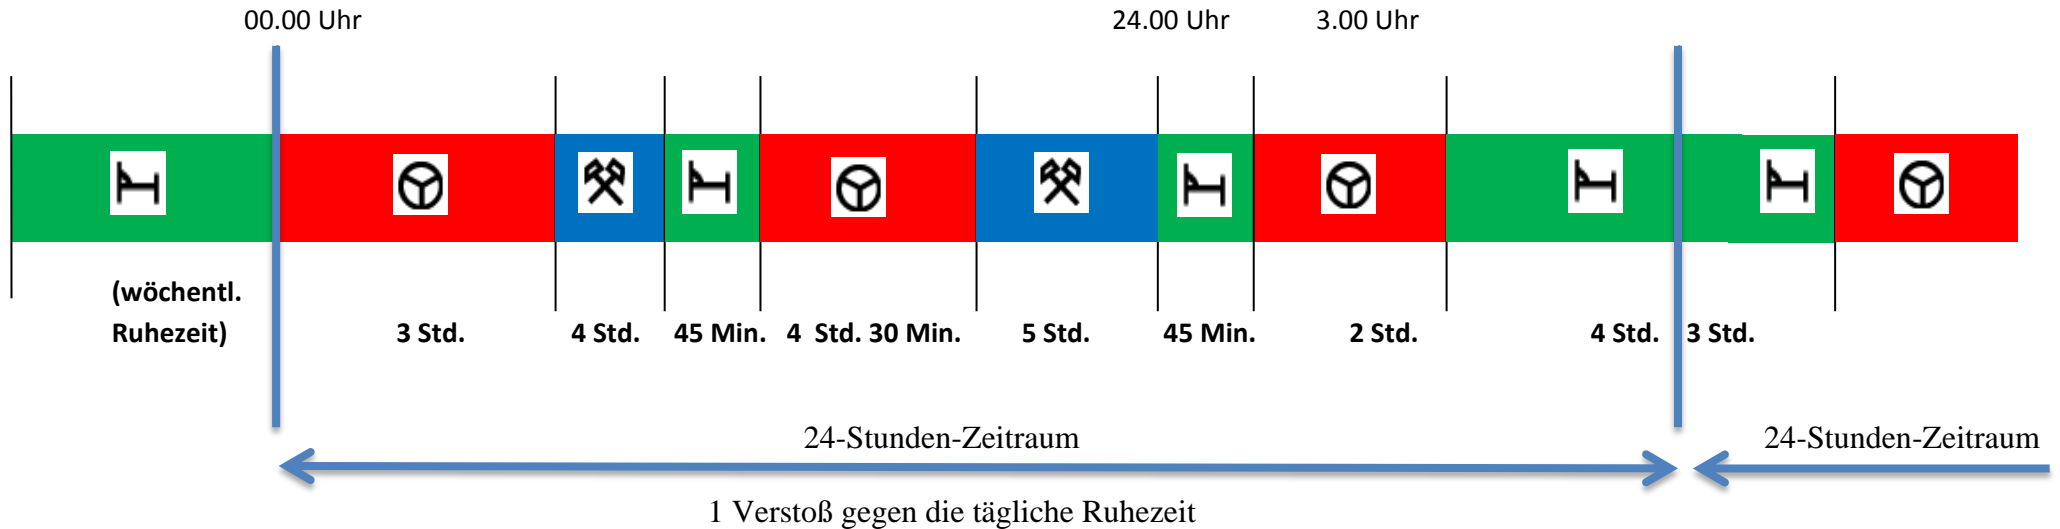 00.00 Uhr 24.00 Uhr 3.00 Uhr
(wöchentl.
Ruhezeit) 3 Std. 4 Std. 45 Min. 4 Std. 30 Min. 5 Std. 45 Min. 2 Std. 4 Std. 3 Std.
24-Stunden-Zeitraum 24-Stunden-Zeitraum
1 Verstoß gegen die tägliche Ruhezeit